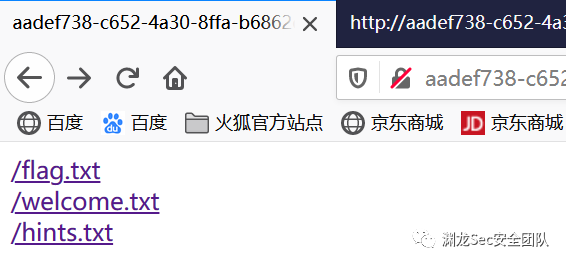 aadef738-c652-4a30-8ffa-b6862
http://aadef738-c652-4a3
aadef738-c652
百度
百度
火狐官方站点
京东商城
JD
京东商城
/flag.txt
/welcome.txt
/hints.txt
渊龙Sec安全团队